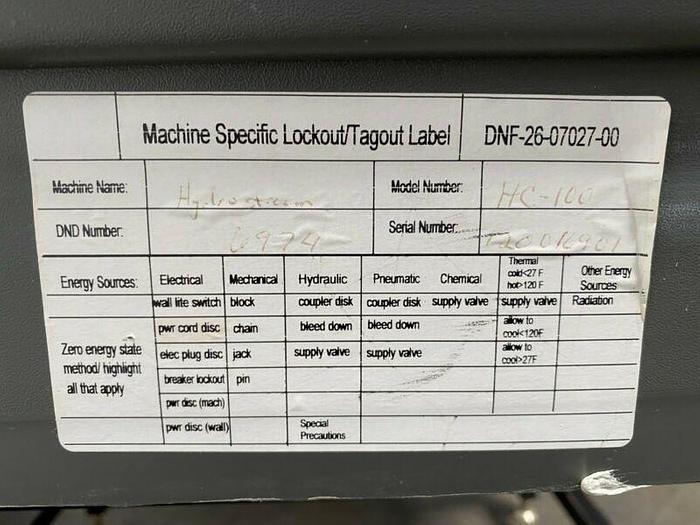 Machine Specific Lockout/Tagout Label DNF-26-07027-00
Machine Name: Hydrostream Model Number: HC-100
DND Number: 6974 Serial Number:
Energy Sources: Electrical Mechanical Hydraulic Pneumatic Chemical Thermal cold<27 F hot>120 F Other Energy Sources
wall lite switch block coupler disk coupler disk supply valve supply valve Radiation
Zero energy state method/ highlight all that apply
pwr cord disc chain bleed down bleed down allow to cool<120F
elec plug disc jack supply valve supply valve allow to cool>27F
breaker lockout pin
pwr disc (mach)
pwr disc (wall) Special Precautions